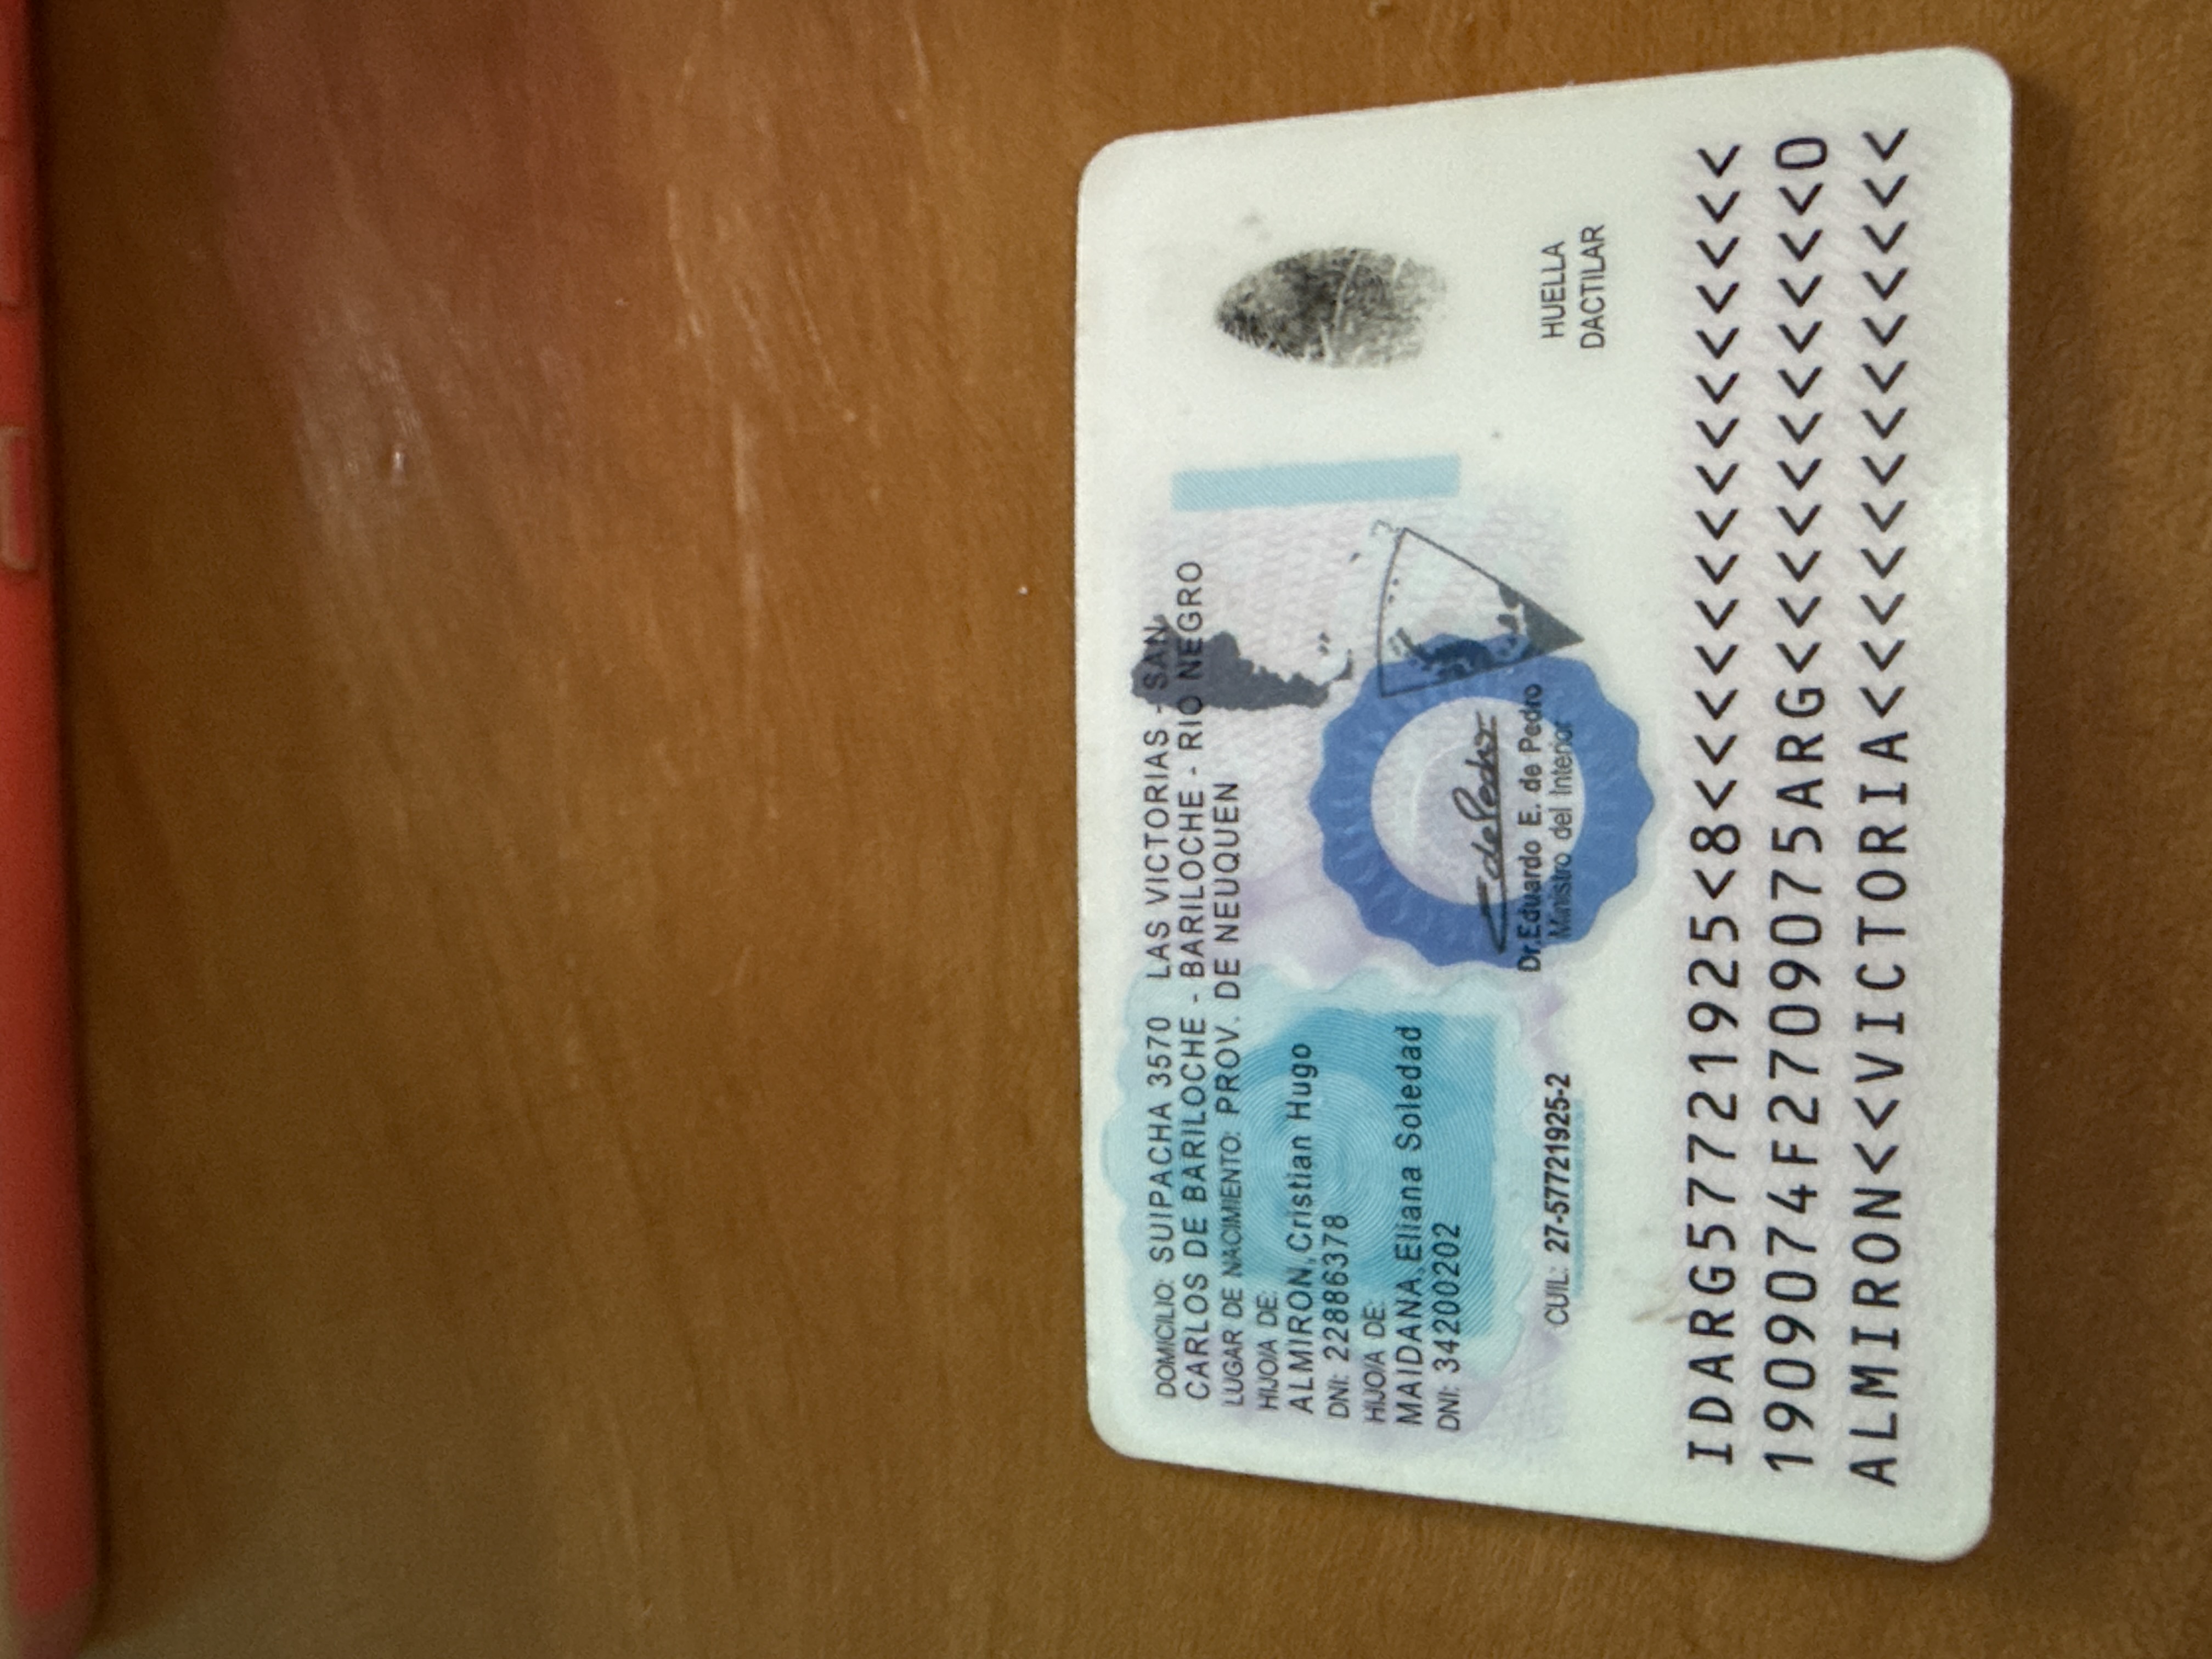 DOMICILIO: SUIPACHA 3570 LAS VICTORIAS - SAN
CARLOS DE BARILOCHE - BARILOCHE - RIO NEGRO
LUGAR DE NACIMIENTO: PROV. DE NEUQUEN
HIJO/A DE:
ALMIRON,Cristian Hugo
DNI: 22886378
HIJO/A DE:
MAIDANA,Eliana Soledad
DNI: 34200202
EdePedro
Dr.Eduardo E. de Pedro
Ministro del Interior
CUIL: 27-57721925-2
HUELLA
DACTILAR
IDARG57721925<8<<<<<<<<<<<<<<<
1909074F2709075ARG<<<<<<<<<<<0
ALMIRON<<VICTORIA<<<<<<<<<<<<<